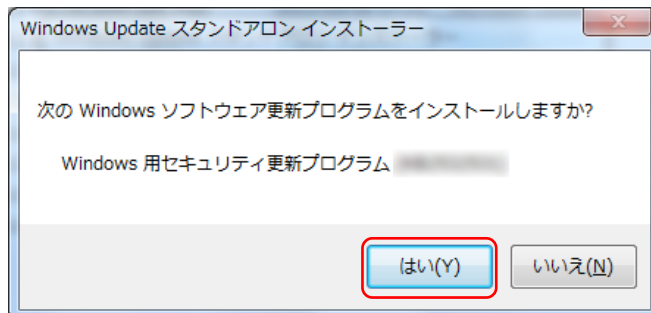 Windows Update スタンドアロン インストーラー
次の Windows ソフトウェア更新プログラムをインストールしますか?
Windows 用セキュリティ更新プログラム
はい(Y) いいえ(N)